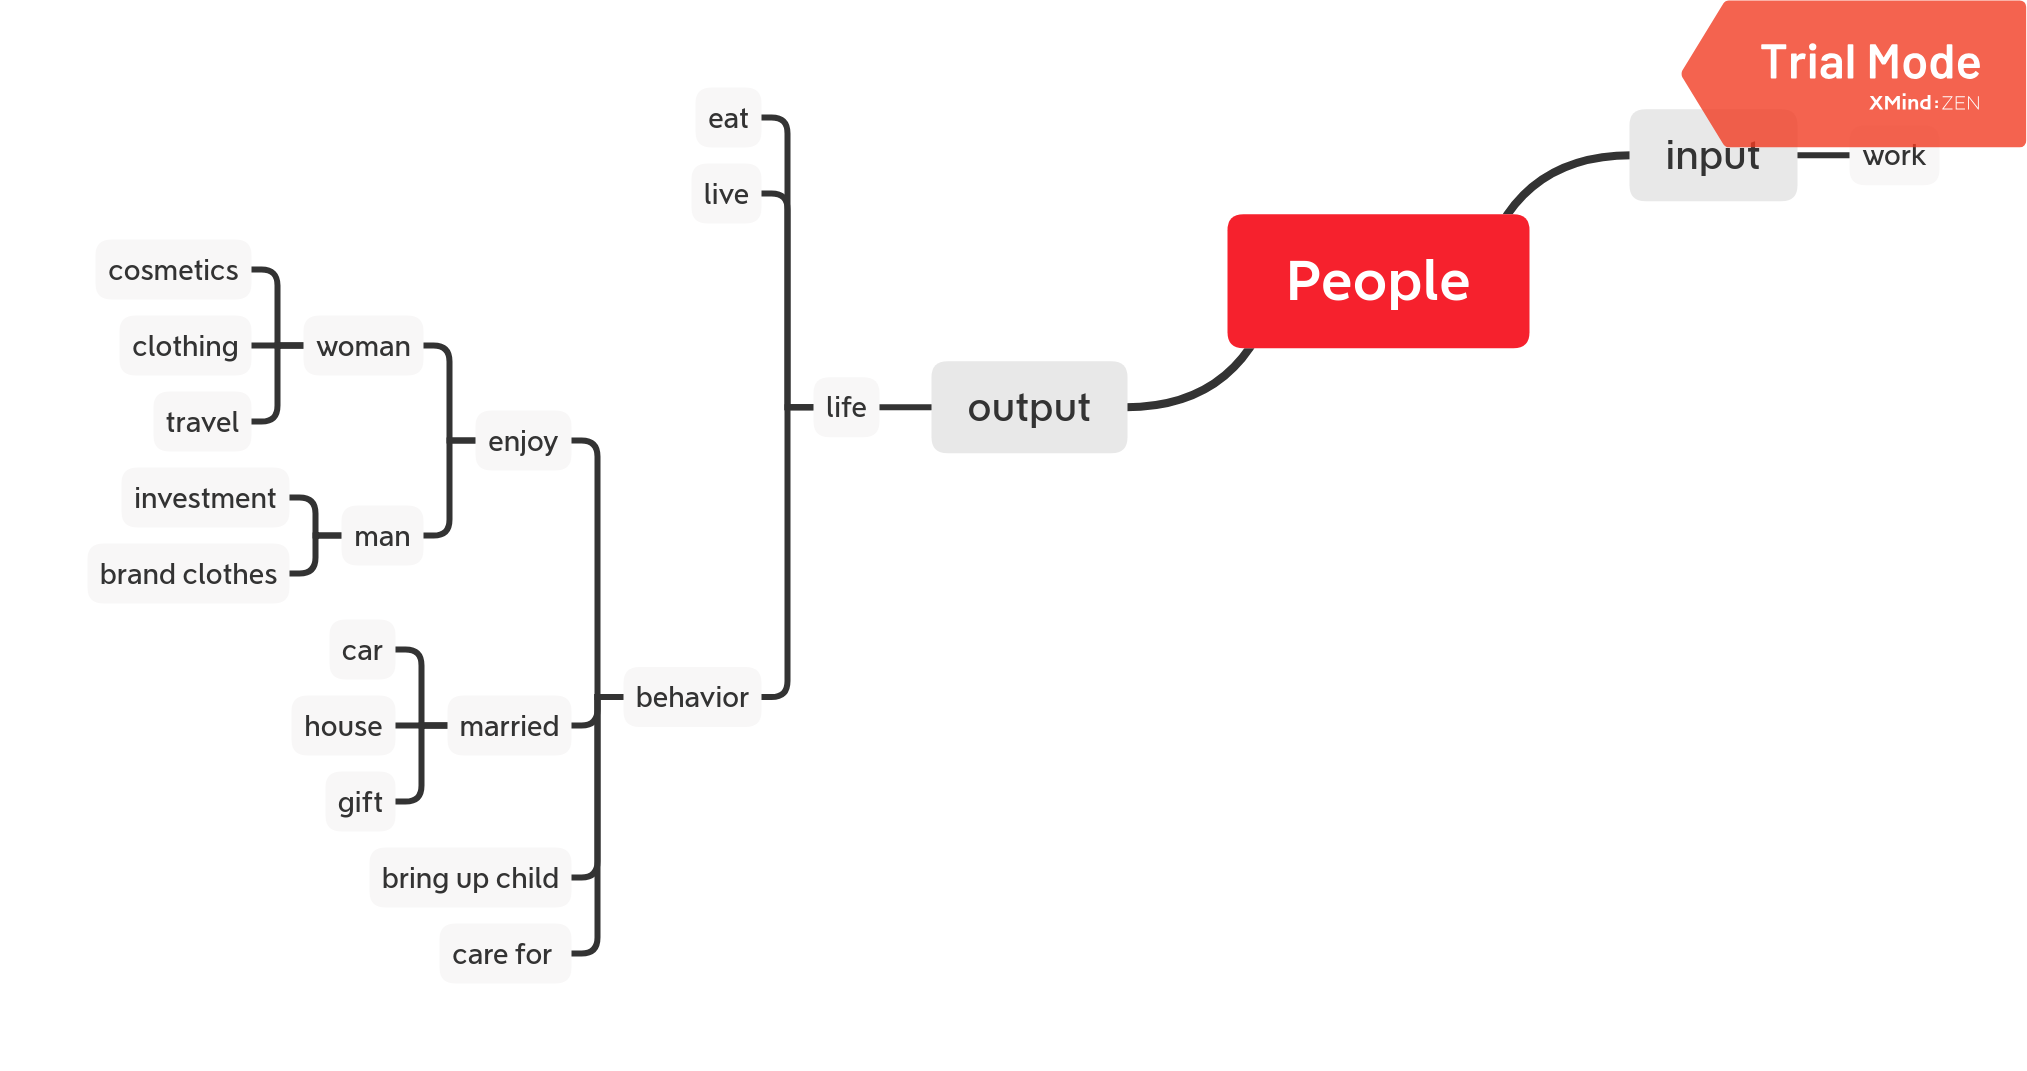 Trial Mode
XMind:ZEN
input
work
People
output
life
eat
live
behavior
enjoy
woman
cosmetics
clothing
travel
man
investment
brand clothes
married
car
house
gift
bring up child
care for